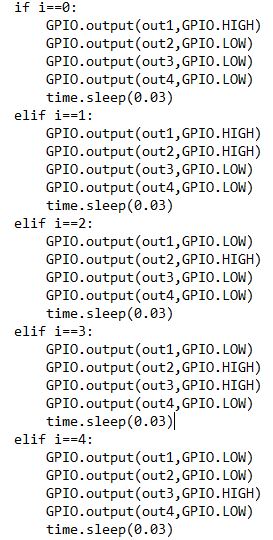 if i==0:
    GPIO.output(out1,GPIO.HIGH)
    GPIO.output(out2,GPIO.LOW)
    GPIO.output(out3,GPIO.LOW)
    GPIO.output(out4,GPIO.LOW)
    time.sleep(0.03)
elif i==1:
    GPIO.output(out1,GPIO.HIGH)
    GPIO.output(out2,GPIO.HIGH)
    GPIO.output(out3,GPIO.LOW)
    GPIO.output(out4,GPIO.LOW)
    time.sleep(0.03)
elif i==2:
    GPIO.output(out1,GPIO.LOW)
    GPIO.output(out2,GPIO.HIGH)
    GPIO.output(out3,GPIO.LOW)
    GPIO.output(out4,GPIO.LOW)
    time.sleep(0.03)
elif i==3:
    GPIO.output(out1,GPIO.LOW)
    GPIO.output(out2,GPIO.HIGH)
    GPIO.output(out3,GPIO.HIGH)
    GPIO.output(out4,GPIO.LOW)
    time.sleep(0.03)
elif i==4:
    GPIO.output(out1,GPIO.LOW)
    GPIO.output(out2,GPIO.LOW)
    GPIO.output(out3,GPIO.HIGH)
    GPIO.output(out4,GPIO.LOW)
    time.sleep(0.03)